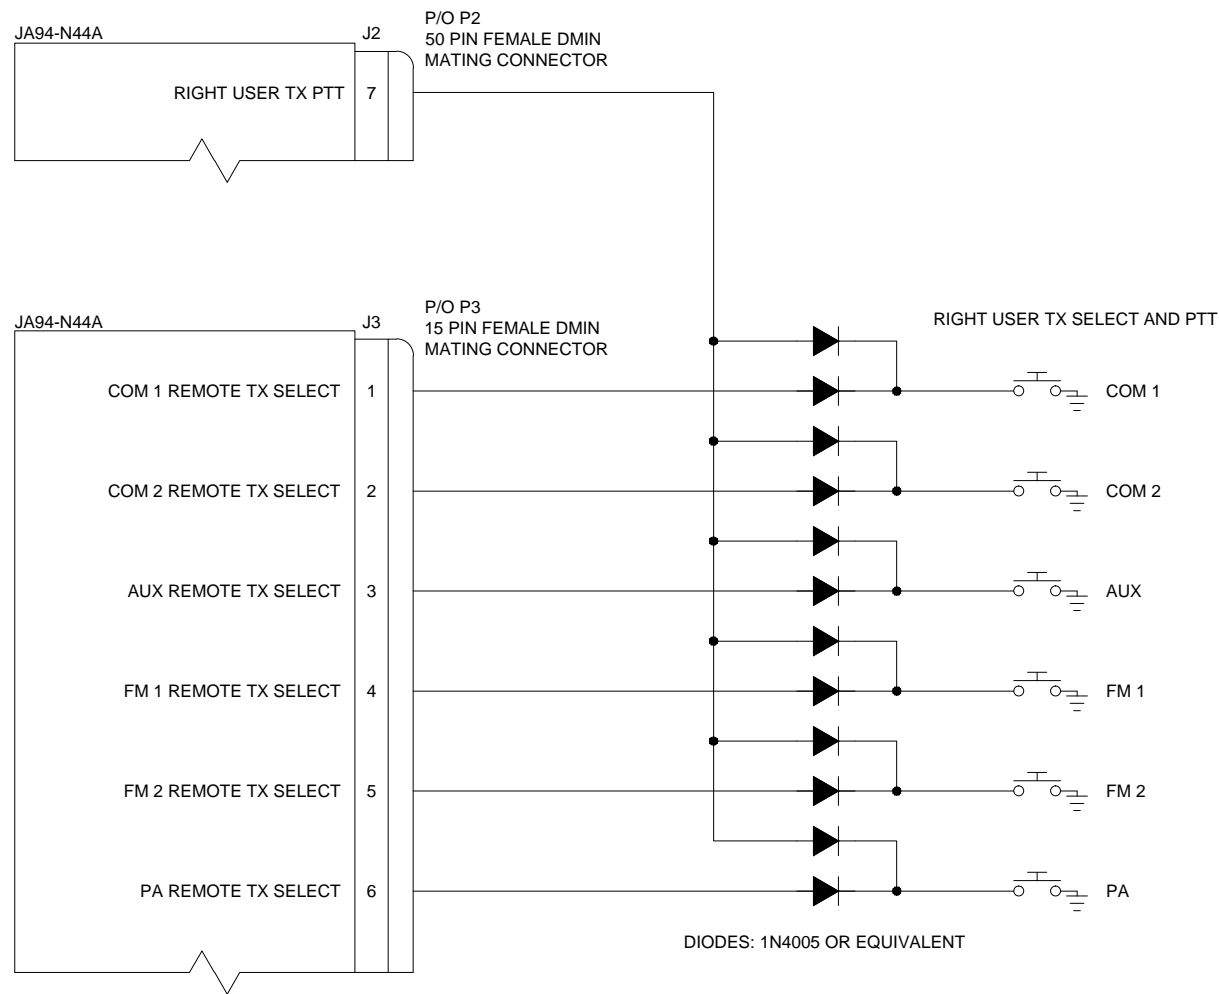 JA94-N44A
J2
P/O P2
50 PIN FEMALE DMIN
MATING CONNECTOR
RIGHT USER TX PTT
7
JA94-N44A
J3
P/O P3
15 PIN FEMALE DMIN
MATING CONNECTOR
RIGHT USER TX SELECT AND PTT
COM 1 REMOTE TX SELECT
1
COM 1
COM 2 REMOTE TX SELECT
2
COM 2
AUX REMOTE TX SELECT
3
AUX
FM 1 REMOTE TX SELECT
4
FM 1
FM 2 REMOTE TX SELECT
5
FM 2
PA REMOTE TX SELECT
6
PA
DIODES: 1N4005 OR EQUIVALENT